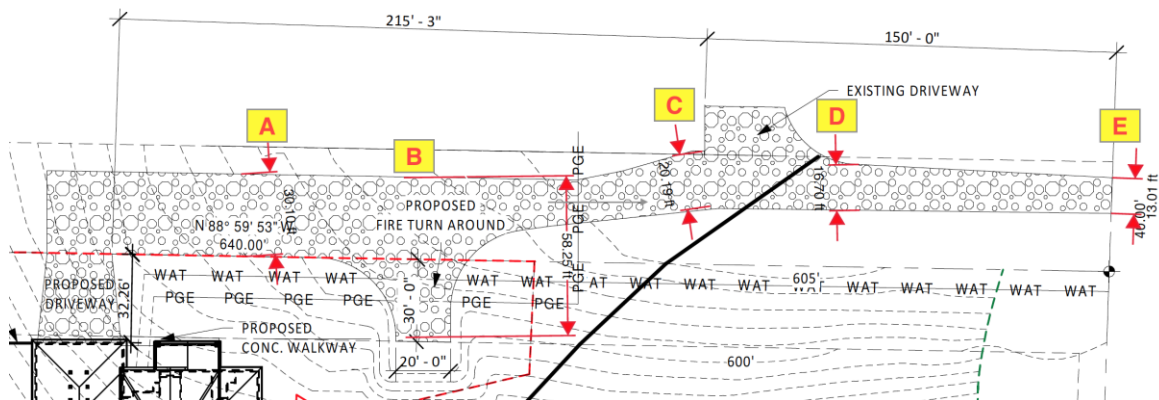 215' - 3"
150' - 0"
EXISTING DRIVEWAY
A
B
C
D
E
PGE
PGE
PGE
30.10 ft
20.19 ft
16.70 ft
40.00'
13.01 ft
58.25 ft
PROPOSED
FIRE TURN AROUND
N 88° 59' 53" W
640.00'
WAT WAT WAT WAT WAT WAT WAT WAT WAT WAT WAT WAT WAT WAT WAT
605'
PROPOSED
DRIVEWAY
32.26'
PGE PGE PGE PGE PGE PGE
30' - 0"
PROPOSED
CONC. WALKWAY
20' - 0"
600'